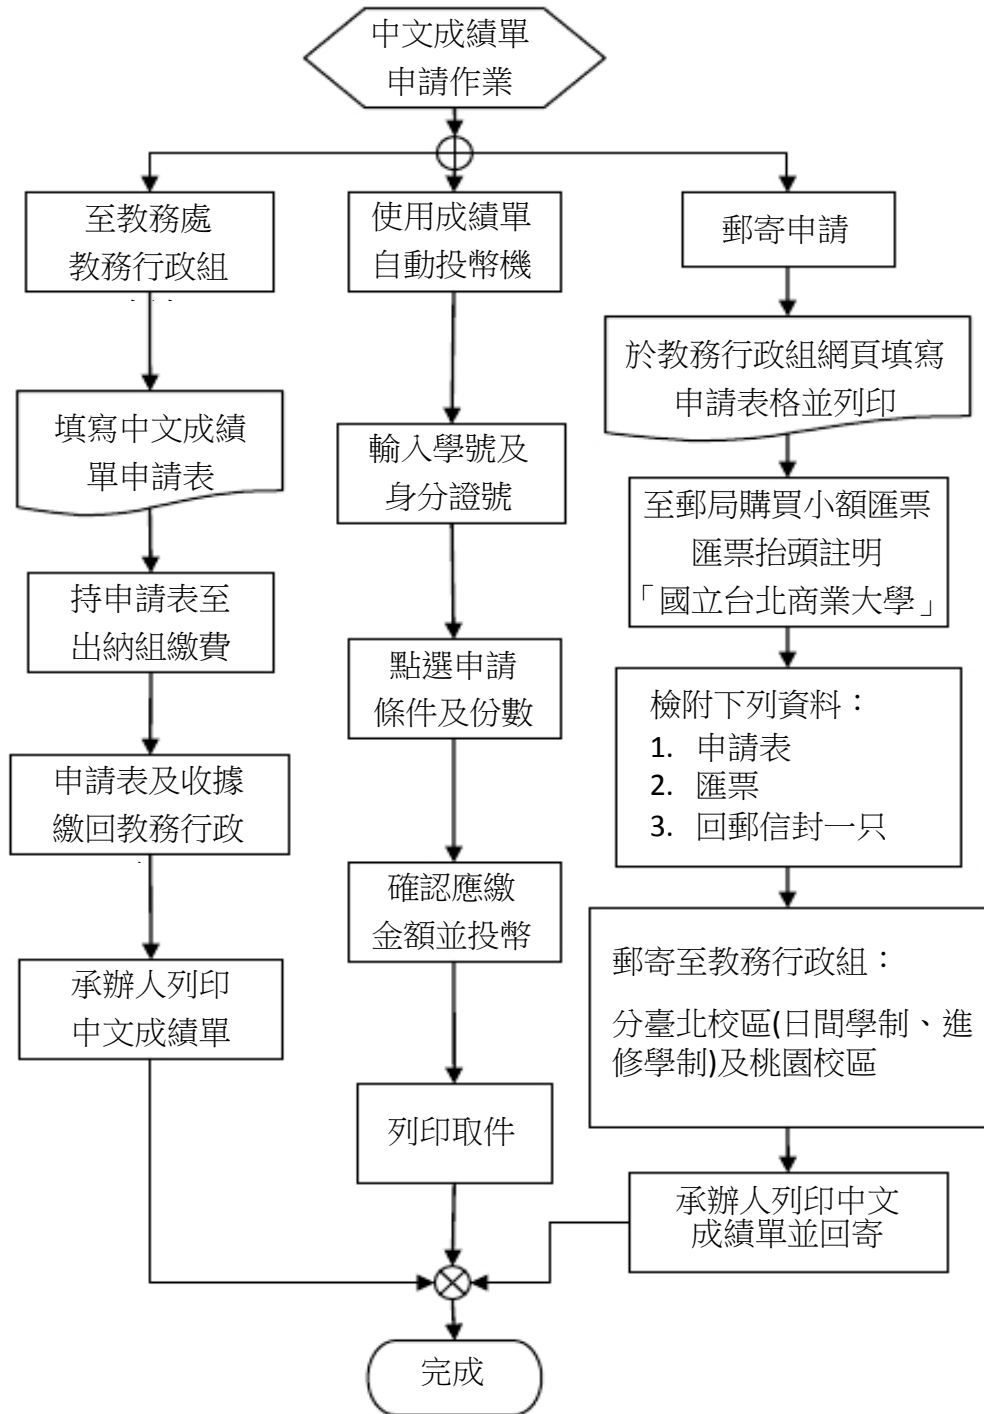 中文成績單
申請作業
至教務處
教務行政組
填寫中文成績
單申請表
持申請表至
出納組繳費
申請表及收據
繳回教務行政
承辦人列印
中文成績單
使用成績單
自動投幣機
輸入學號及
身分證號
點選申請
條件及份數
確認應繳
金額並投幣
列印取件
郵寄申請
於教務行政組網頁填寫
申請表格並列印
至郵局購買小額匯票
匯票抬頭註明
「國立台北商業大學」
檢附下列資料：
1. 申請表
2. 匯票
3. 回郵信封一只
郵寄至教務行政組：
分臺北校區(日間學制、進
修學制)及桃園校區
承辦人列印中文
成績單並回寄
完成